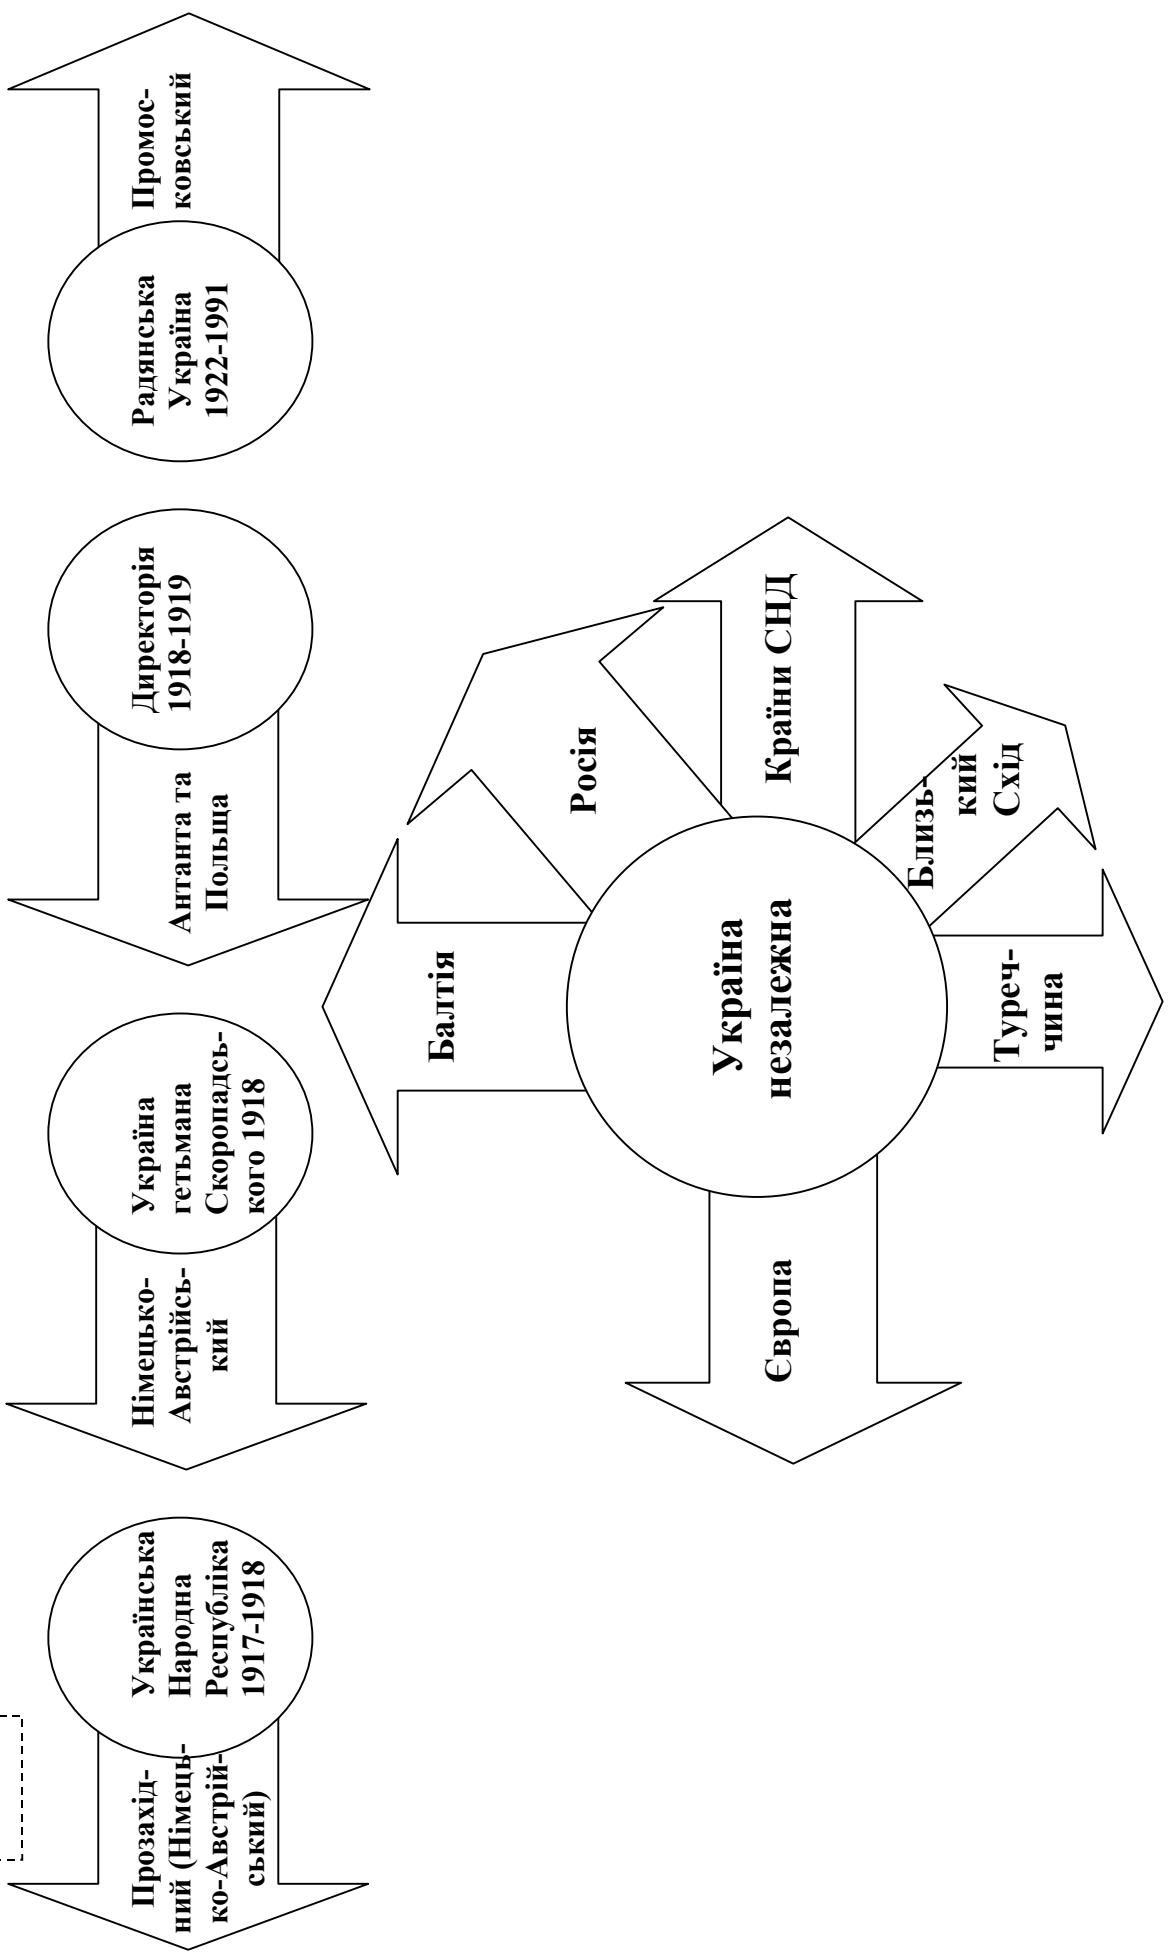 Прозахід-
ний (Німець-
ко-Австрій-
ський)
Українська
Народна
Республіка
1917-1918
Німецько-
Австрійсь-
кий
Україна
гетьмана
Скоропадсь-
кого 1918
Антанта та
Польща
Директорія
1918-1919
Радянська
Україна
1922-1991
Промос-
ковський
Балтія
Росія
Європа
Україна
незалежна
Країни СНД
Близь-
кий
Схід
Туреч-
чина